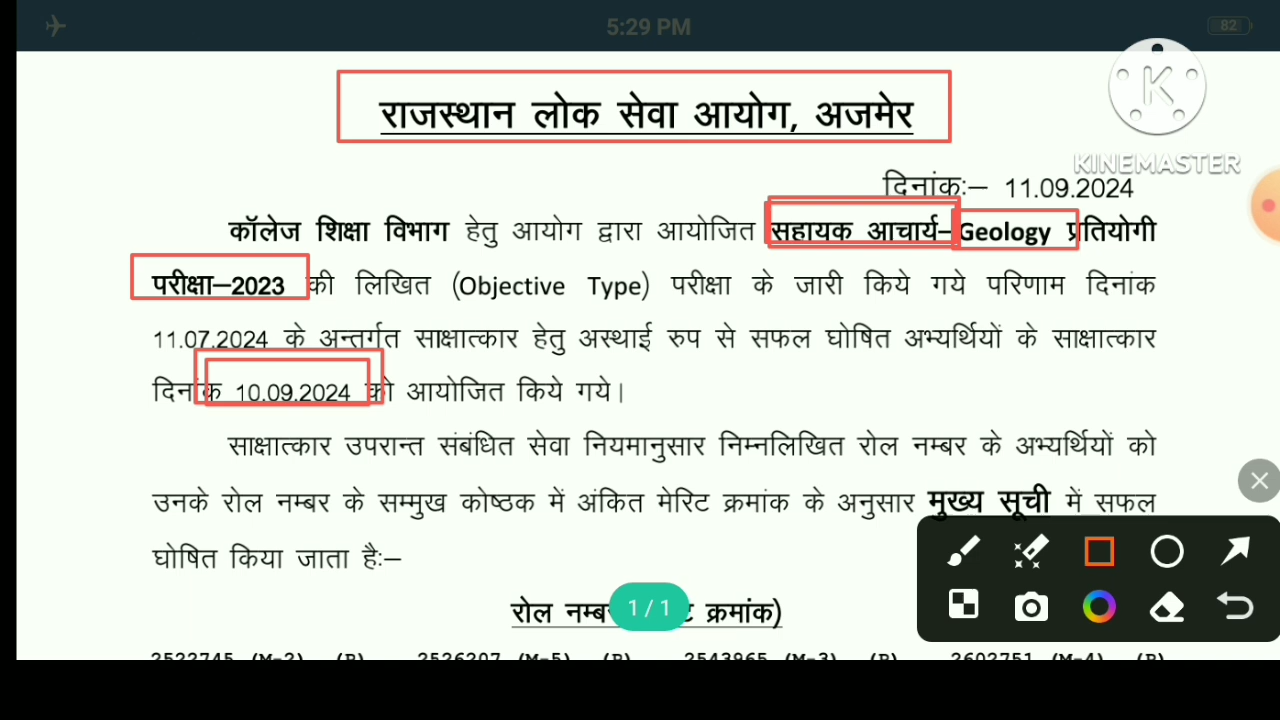 5:29 PM
82
राजस्थान लोक सेवा आयोग, अजमेर
KINEMASTER
दिनांकः– 11.09.2024
कॉलेज शिक्षा विभाग हेतु आयोग द्वारा आयोजित सहायक आचार्य–Geology प्रतियोगी
परीक्षा–2023 की लिखित (Objective Type) परीक्षा के जारी किये गये परिणाम दिनांक
11.07.2024 के अन्तर्गत साक्षात्कार हेतु अस्थाई रुप से सफल घोषित अभ्यर्थियों के साक्षात्कार
दिनांक 10.09.2024 को आयोजित किये गये।
साक्षात्कार उपरान्त संबंधित सेवा नियमानुसार निम्नलिखित रोल नम्बर के अभ्यर्थियों को
उनके रोल नम्बर के सम्मुख कोष्ठक में अंकित मेरिट क्रमांक के अनुसार मुख्य सूची में सफल
घोषित किया जाता हैः–
रोल क्रमांक)
1 / 1